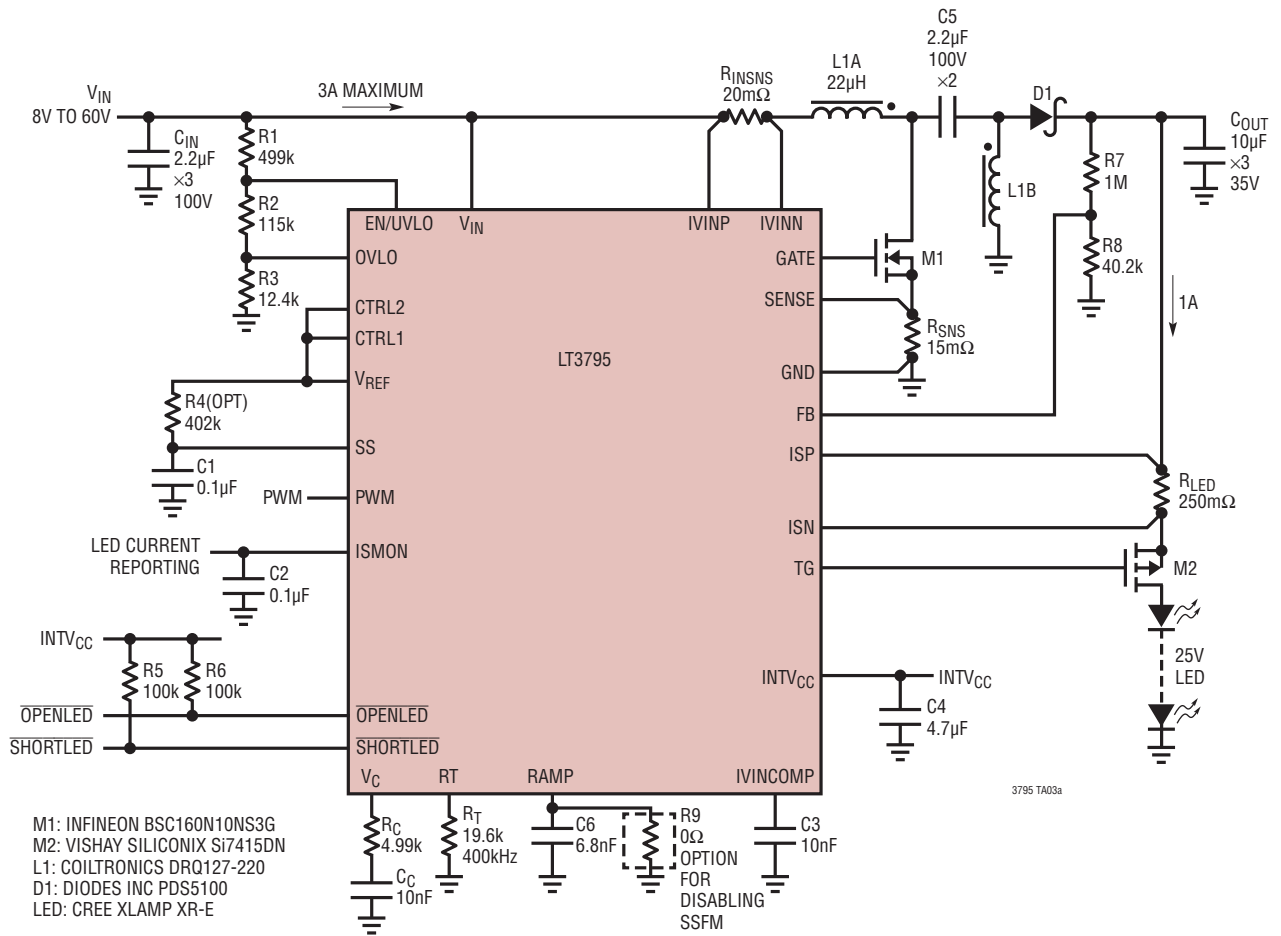 V_IN
8V TO 60V
3A MAXIMUM
C_IN
2.2µF
×3
100V
R1
499k
R2
115k
R3
12.4k
R_INSNS
20mΩ
L1A
22µH
C5
2.2µF
100V
×2
D1
L1B
R7
1M
R8
40.2k
C_OUT
10µF
×3
35V
1A
EN/UVLO
V_IN
IVINP
IVINN
OVLO
CTRL2
CTRL1
V_REF
SS
PWM
PWM
ISMON
LT3795
GATE
SENSE
GND
FB
ISP
ISN
TG
INTV_CC
M1
R_SNS
15mΩ
R_LED
250mΩ
M2
25V
LED
INTV_CC
C4
4.7µF
R4(OPT)
402k
C1
0.1µF
LED CURRENT
REPORTING
C2
0.1µF
INTV_CC
R5
100k
R6
100k
OPENLED
OPENLED
SHORTLED
SHORTLED
V_C
RT
RAMP
IVINCOMP
R_C
4.99k
C_C
10nF
R_T
19.6k
400kHz
C6
6.8nF
R9
0Ω
OPTION
FOR
DISABLING
SSFM
C3
10nF
3795 TA03a
M1: INFINEON BSC160N10NS3G
M2: VISHAY SILICONIX Si7415DN
L1: COILTRONICS DRQ127-220
D1: DIODES INC PDS5100
LED: CREE XLAMP XR-E